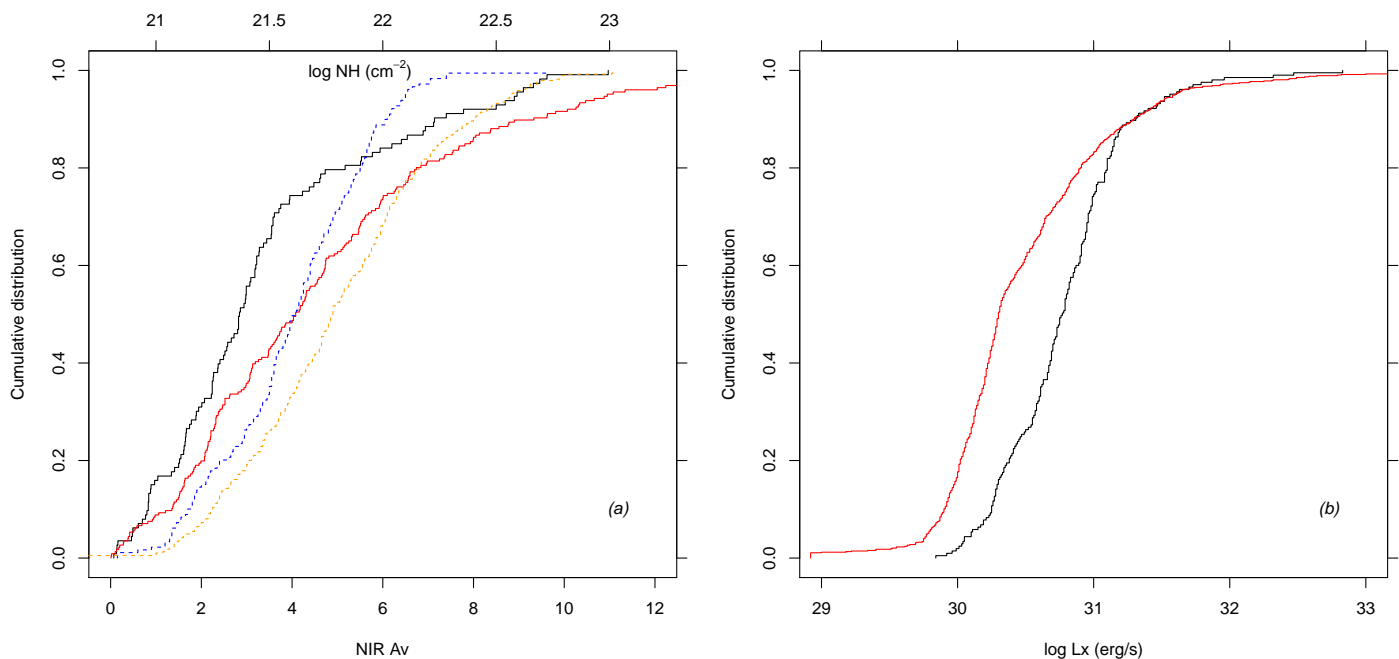 21 21.5 22 22.5 23
log NH (cm−2)
1.0
0.8
0.6
0.4
0.2
0.0
Cumulative distribution
(a)
0 2 4 6 8 10 12
NIR Av
1.0
0.8
0.6
0.4
0.2
0.0
Cumulative distribution
(b)
29 30 31 32 33
log Lx (erg/s)